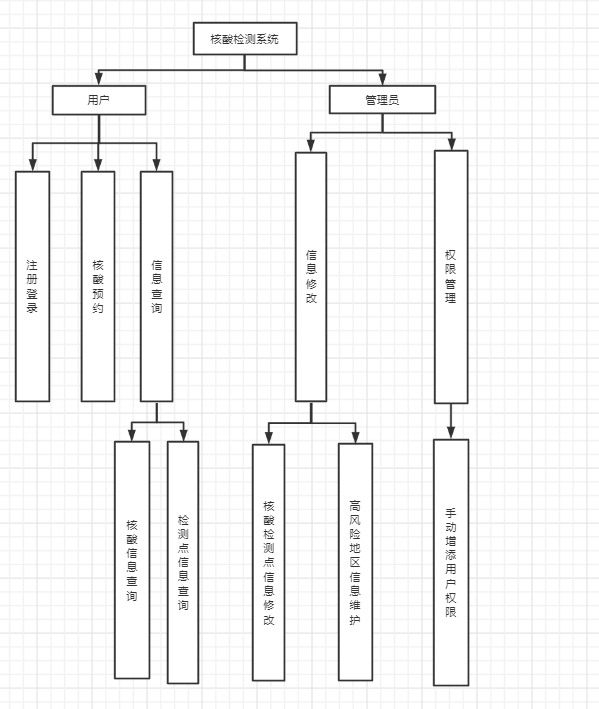 核酸检测系统
用户
管理员
注册登录
核酸预约
信息查询
信息修改
权限管理
核酸信息查询
检测点信息查询
核酸检测点信息修改
高风险地区信息维护
手动增添用户权限